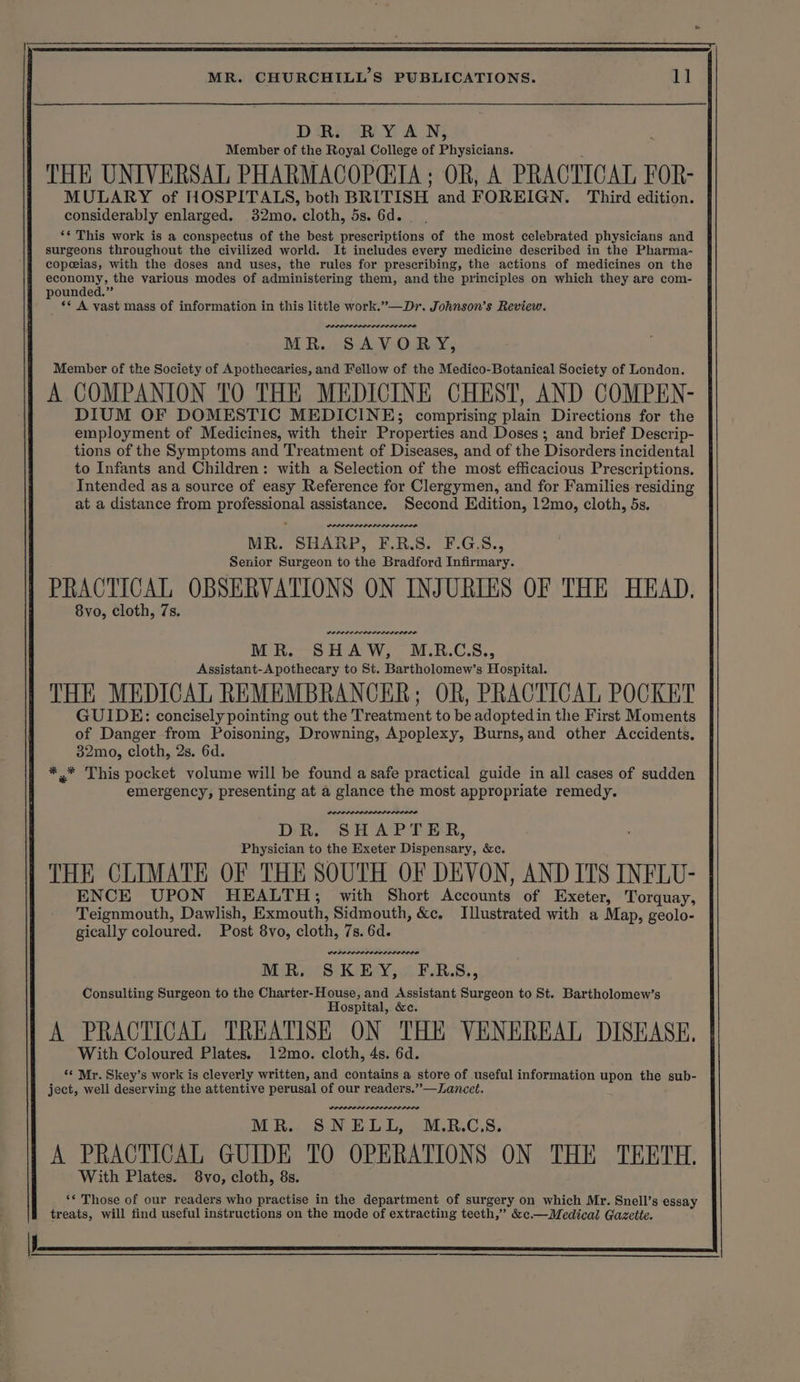 MR. CHURCHILL'S PUBLICATIONS. 11
DR. RYAN,
Member of the Royal College of Physicians.
THE UNIVERSAL PHARMACOPŒIA; OR, A PRACTICAL FOR-
MULARY of HOSPITALS, both BRITISH and FOREIGN. Third edition.
considerably enlarged. 32mo. cloth, 5s. 6d.
“ This work is a conspectus of the best prescriptions of the most celebrated physicians and
surgeons throughout the civilized world. It includes every medicine described in the Pharma-
copœias, with the doses and uses, the rules for prescribing, the actions of medicines on the
economy, the various modes of administering them, and the principles on which they are com-
pounded.”
“ A vast mass of information in this little work.”—Dr. Johnson's Review.
MR. SAVORY,
Member of the Society of Apothecaries, and Fellow of the Medico-Botanical Society of London.
A COMPANION TO THE MEDICINE CHEST, AND COMPEN-
DIUM OF DOMESTIC MEDICINE; comprising plain Directions for the
employment of Medicines, with their Properties and Doses; and brief Descrip-
tions of the Symptoms and Treatment of Diseases, and of the Disorders incidental
to Infants and Children: with a Selection of the most efficacious Prescriptions.
Intended as a source of easy Reference for Clergymen, and for Families residing
at a distance from professional assistance. Second Edition, 12mo, cloth, 5s.
MR. SHARP, F.R.S. F.G.S.,
Senior Surgeon to the Bradford Infirmary.
PRACTICAL OBSERVATIONS ON INJURIES OF THE HEAD.
8vo, cloth, 7s.
MR. SHAW, M.R.C.S.,
Assistant-Apothecary to St. Bartholomew's Hospital.
THE MEDICAL REMEMBRANCER; OR, PRACTICAL POCKET
GUIDE: concisely pointing out the Treatment to be adopted in the First Moments
of Danger from Poisoning, Drowning, Apoplexy, Burns, and other Accidents.
32mo, cloth, 2s. 6d.
*⁎* This pocket volume will be found a safe practical guide in all cases of sudden
emergency, presenting at a glance the most appropriate remedy.
DR. SHAPTER,
Physician to the Exeter Dispensary, &c.
THE CLIMATE OF THE SOUTH OF DEVON, AND ITS INFLU-
ENCE UPON HEALTH; with Short Accounts of Exeter, Torquay,
Teignmouth, Dawlish, Exmouth, Sidmouth, &c. Illustrated with a Map, geolo-
gically coloured. Post 8vo, cloth, 7s. 6d.
MR. SKEY, F.R.S.,
Consulting Surgeon to the Charter-House, and Assistant Surgeon to St. Bartholomew's
Hospital, &c.
A PRACTICAL TREATISE ON THE VENEREAL DISEASE.
With Coloured Plates. 12mo. cloth, 4s. 6d.
“ Mr. Skey's work is cleverly written, and contains a store of useful information upon the sub-
ject, well deserving the attentive perusal of our readers.”—Lancet.
MR. SNELL, M.R.C.S.
A PRACTICAL GUIDE TO OPERATIONS ON THE TEETH.
With Plates. 8vo, cloth, 8s.
“ Those of our readers who practise in the department of surgery on which Mr. Snell's essay
treats, will find useful instructions on the mode of extracting teeth,” &c.—Medical Gazette.